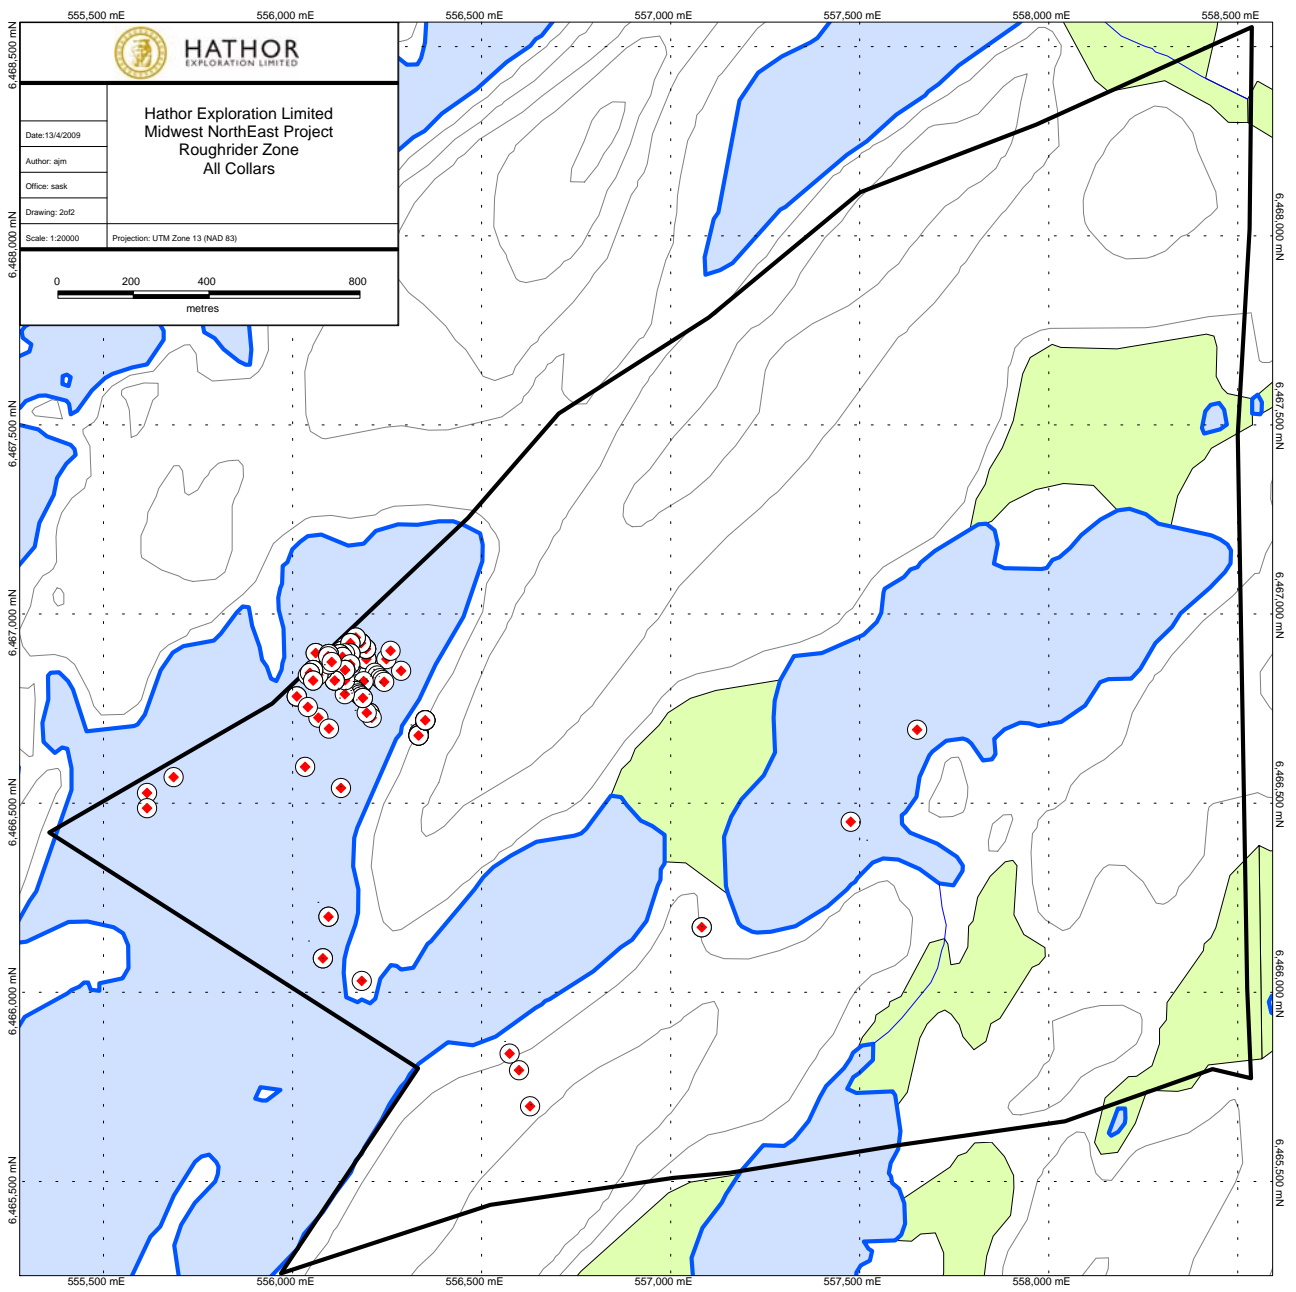 555,500 mE
556,000 mE
556,500 mE
557,000 mE
557,500 mE
558,000 mE
558,500 mE
HATHOR
EXPLORATION LIMITED
Hathor Exploration Limited
Midwest NorthEast Project
Roughrider Zone
All Collars
Date:13/4/2009
Author: ajm
Office: sask
Drawing: 2of2
Scale: 1:20000
Projection: UTM Zone 13 (NAD 83)
0 200 400 800
metres
6,468,500 mN
6,468,000 mN
6,467,500 mN
6,467,000 mN
6,466,500 mN
6,466,000 mN
6,465,500 mN
6,468,000 mN
6,467,500 mN
6,467,000 mN
6,466,500 mN
6,466,000 mN
6,465,500 mN
555,500 mE
556,000 mE
556,500 mE
557,000 mE
557,500 mE
558,000 mE